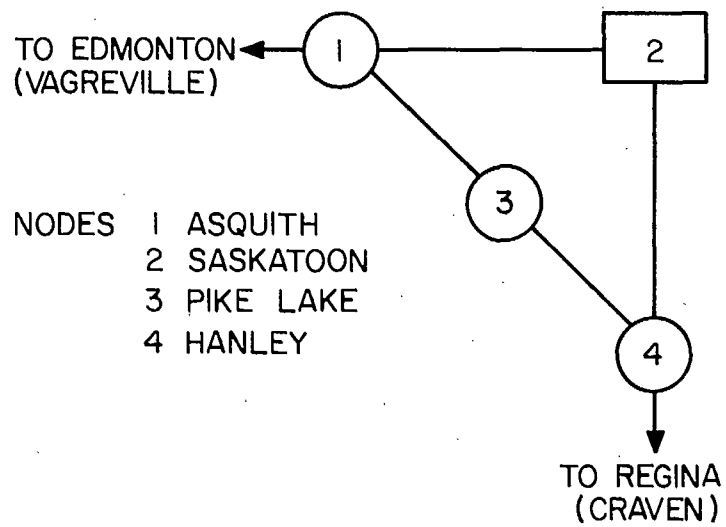 TO EDMONTON
(VAGREVILLE)
1
2
3
NODES 1 ASQUITH
2 SASKATOON
3 PIKE LAKE
4 HANLEY
4
TO REGINA
(CRAVEN)